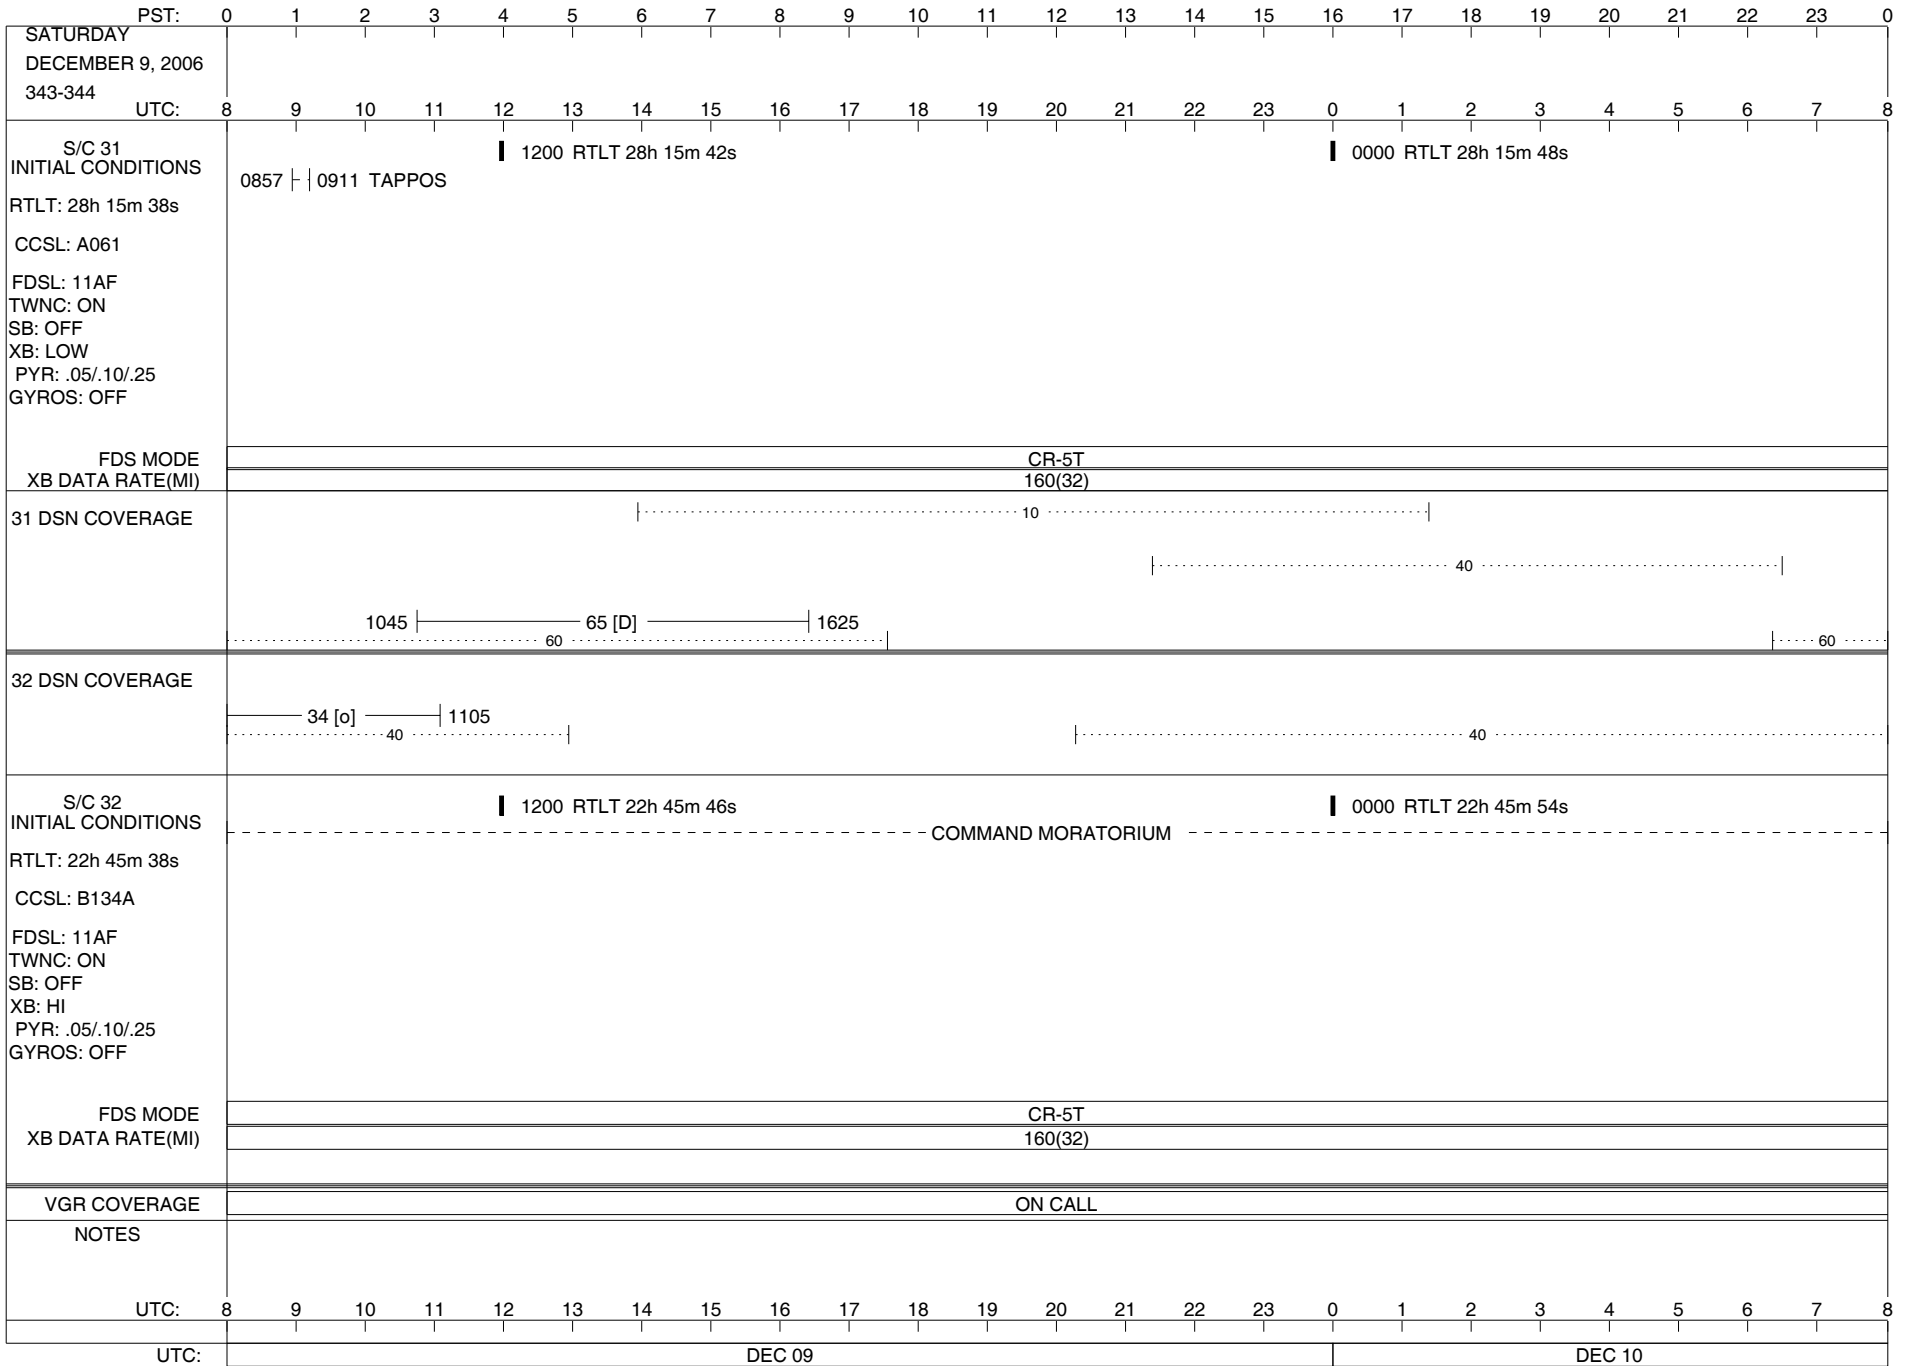 PST: 0 1 2 3 4 5 6 7 8 9 10 11 12 13 14 15 16 17 18 19 20 21 22 23 0
SATURDAY
DECEMBER 9, 2006
343-344
UTC: 8 9 10 11 12 13 14 15 16 17 18 19 20 21 22 23 0 1 2 3 4 5 6 7 8
S/C 31
INITIAL CONDITIONS
1200 RTLT 28h 15m 42s
0000 RTLT 28h 15m 48s
0857 0911 TAPPOS
RTLT: 28h 15m 38s
CCSL: A061
FDSL: 11AF
TWNC: ON
SB: OFF
XB: LOW
PYR: .05/.10/.25
GYROS: OFF
FDS MODE CR-5T
XB DATA RATE(MI) 160(32)
31 DSN COVERAGE 10
40
1045 65 [D] 1625
60 60
32 DSN COVERAGE
34 [o] 1105
40 40
S/C 32
INITIAL CONDITIONS
1200 RTLT 22h 45m 46s
0000 RTLT 22h 45m 54s
COMMAND MORATORIUM
RTLT: 22h 45m 38s
CCSL: B134A
FDSL: 11AF
TWNC: ON
SB: OFF
XB: HI
PYR: .05/.10/.25
GYROS: OFF
FDS MODE CR-5T
XB DATA RATE(MI) 160(32)
VGR COVERAGE ON CALL
NOTES
UTC: 8 9 10 11 12 13 14 15 16 17 18 19 20 21 22 23 0 1 2 3 4 5 6 7 8
UTC: DEC 09 DEC 10